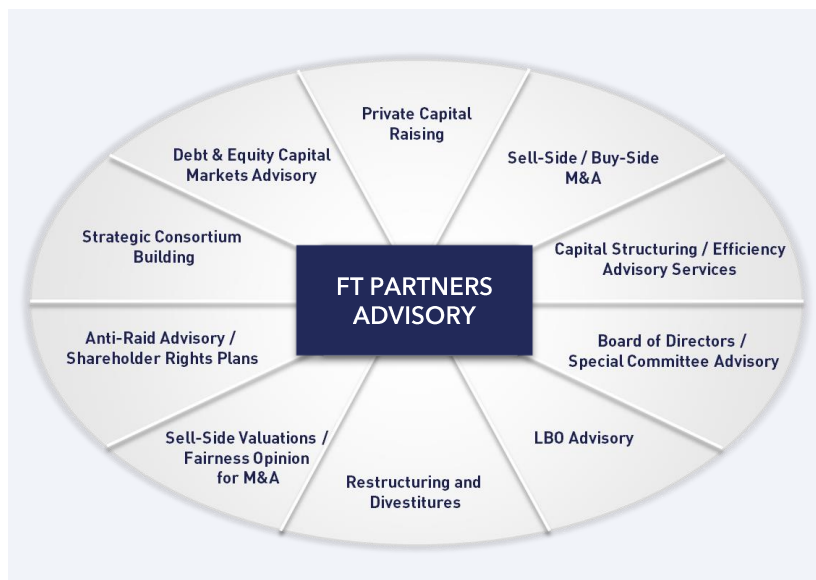 Private Capital
Raising
Debt & Equity Capital
Markets Advisory
Sell-Side / Buy-Side
M&A
Strategic Consortium
Building
Capital Structuring / Efficiency
Advisory Services
FT PARTNERS
ADVISORY
Anti-Raid Advisory /
Shareholder Rights Plans
Board of Directors /
Special Committee Advisory
Sell-Side Valuations /
Fairness Opinion
for M&A
LBO Advisory
Restructuring and
Divestitures